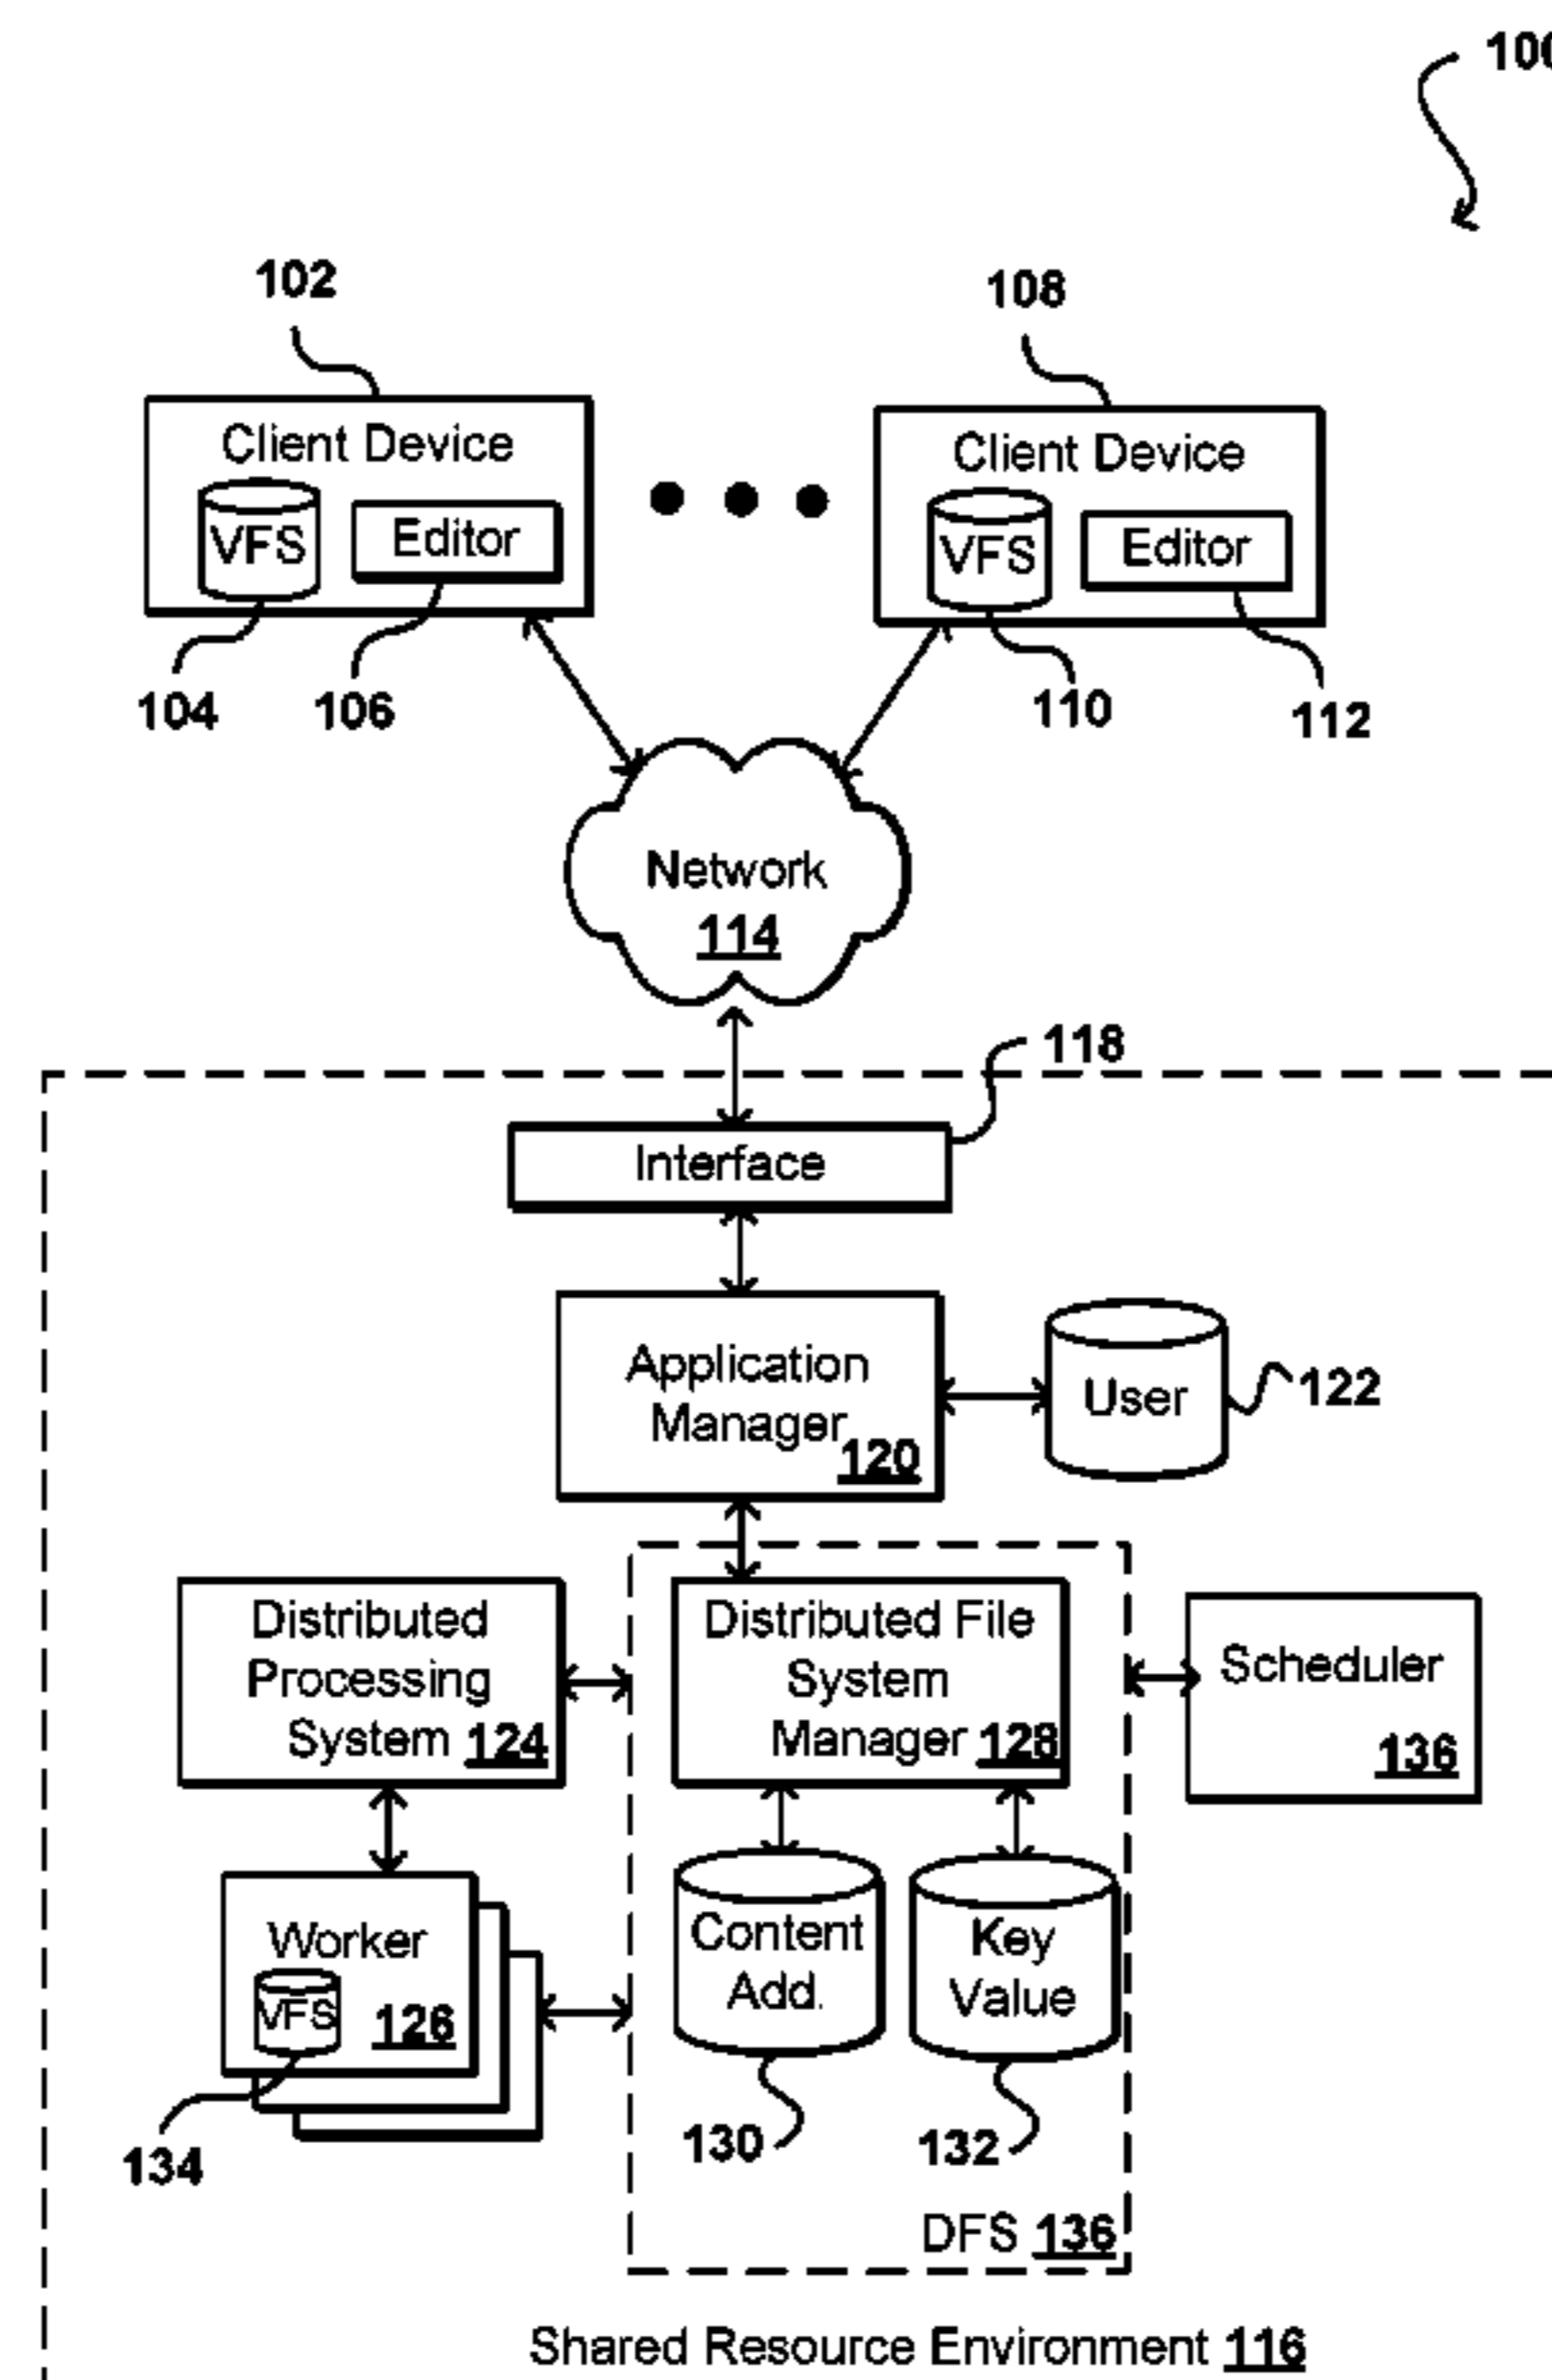 100
102
108
Client Device
VFS
Editor
Client Device
VFS
Editor
104
106
110
112
Network
114
118
Interface
Application
Manager
120
User
122
Distributed
Processing
System 124
Distributed File
System
Manager 128
Scheduler
136
Worker
VFS
126
Content
Add.
Key
Value
134
130
132
DFS 136
Shared Resource Environment 116